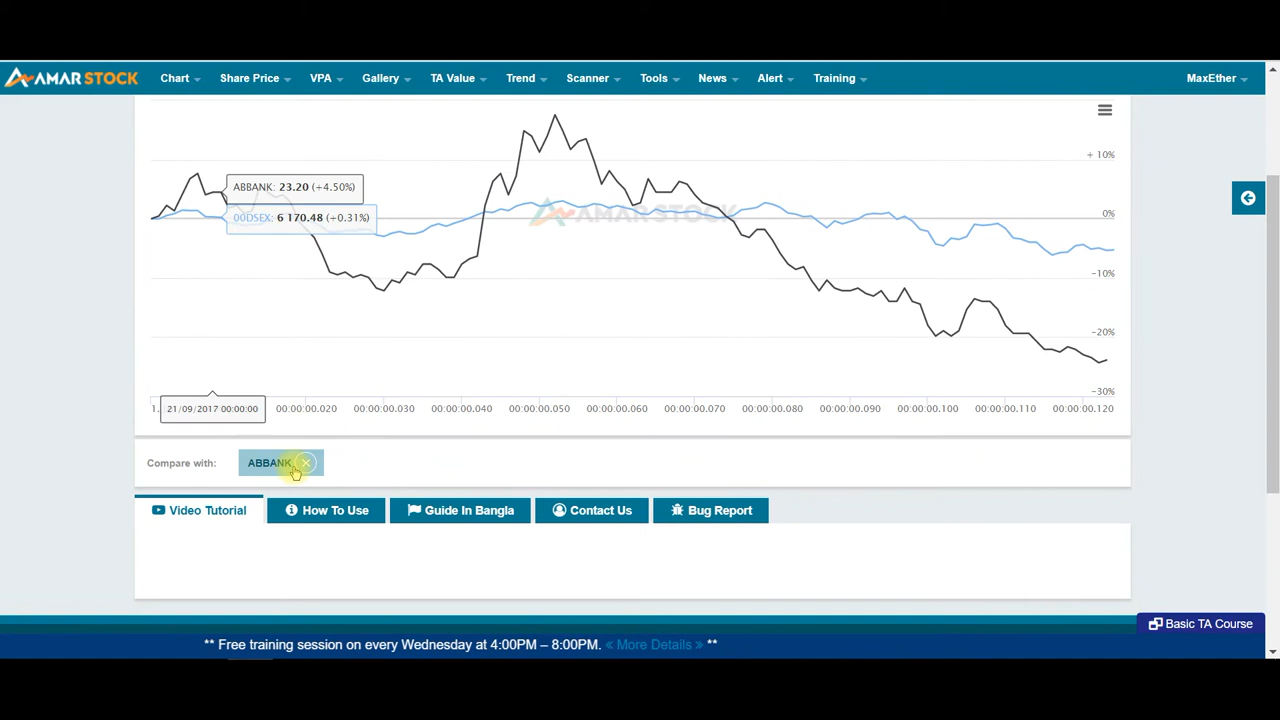 AMAR STOCK
Chart Share Price VPA Gallery TA Value Trend Scanner Tools News Alert Training MaxEther
+ 10%
ABBANK: 23.20 (+4.50%)
00DSEX: 6 170.48 (+0.31%)
AMAR STOCK
0%
-10%
-20%
-30%
1.
21/09/2017 00:00:00
00:00:00.020 00:00:00.030 00:00:00.040 00:00:00.050 00:00:00.060 00:00:00.070 00:00:00.080 00:00:00.090 00:00:00.100 00:00:00.110 00:00:00.120
Compare with: ABBANK
Video Tutorial How To Use Guide In Bangla Contact Us Bug Report
Basic TA Course
** Free training session on every Wednesday at 4:00PM – 8:00PM. « More Details » **